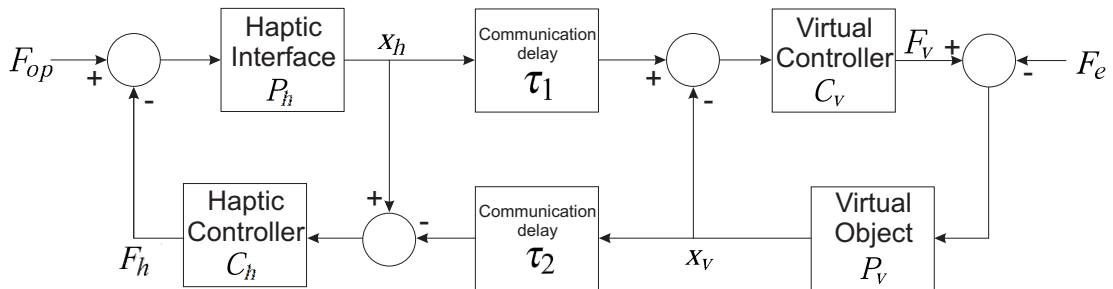 F_op
+
-
Haptic
Interface
P_h
x_h
Communication
delay
τ1
+
-
Virtual
Controller
C_v
F_v
+
-
F_e
F_h
Haptic
Controller
C_h
+
-
Communication
delay
τ2
x_v
Virtual
Object
P_v